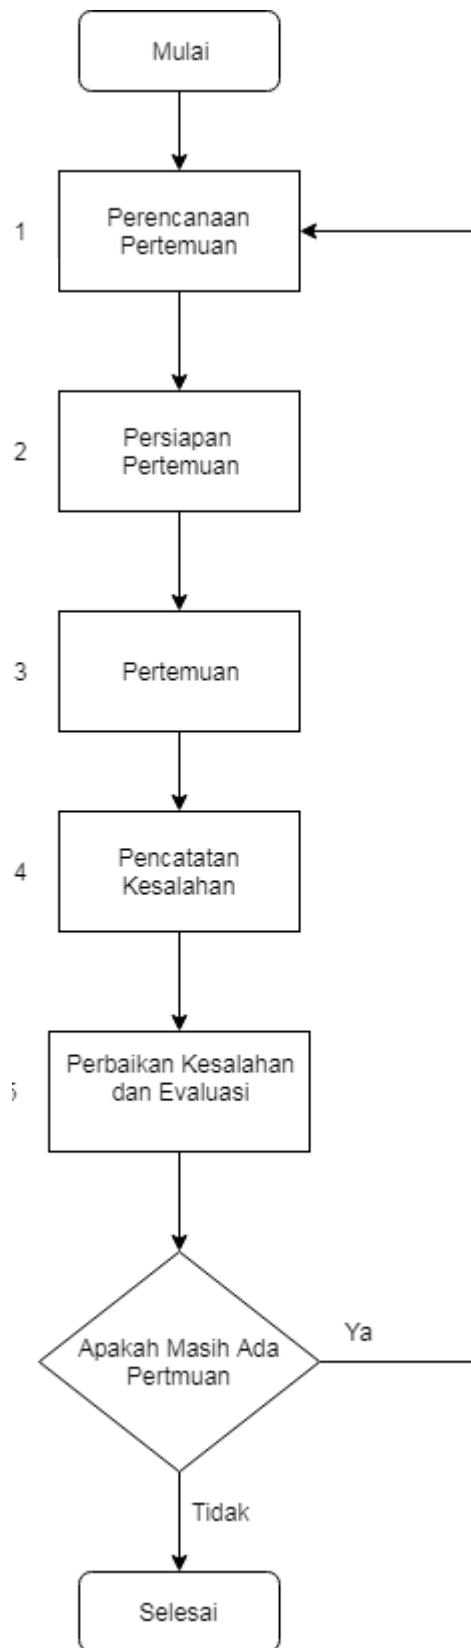 Mulai
1
Perencanaan
Pertemuan
2
Persiapan
Pertemuan
3
Pertemuan
4
Pencatatan
Kesalahan
5
Perbaikan Kesalahan
dan Evaluasi
Apakah Masih Ada
Pertmuan
Ya
Tidak
Selesai